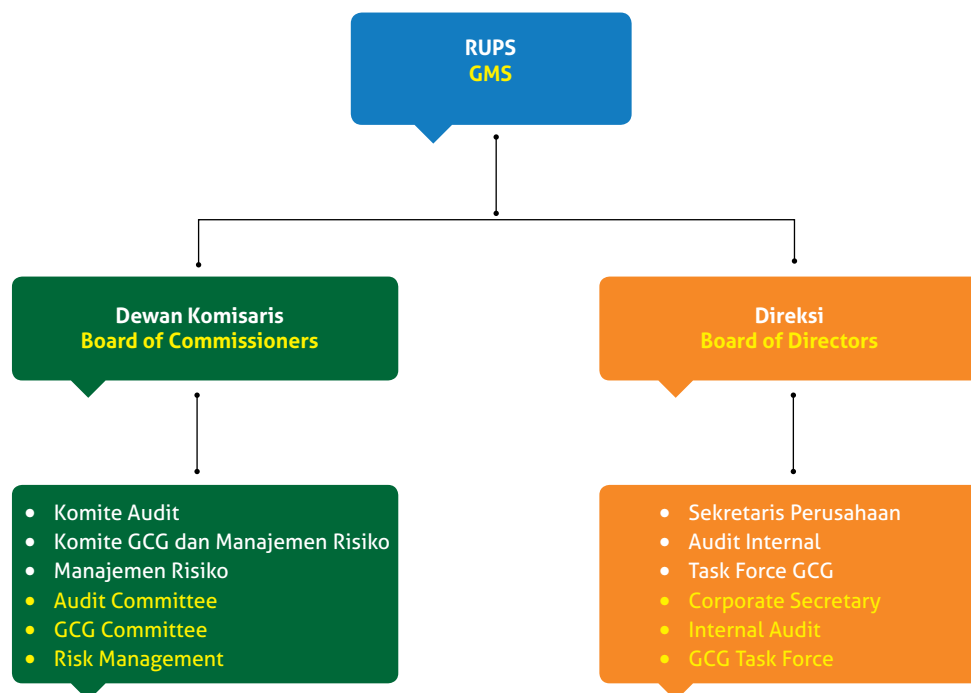 RUPS
GMS
Dewan Komisaris
Board of Commissioners
Direksi
Board of Directors
• Komite Audit
• Komite GCG dan Manajemen Risiko
• Manajemen Risiko
• Audit Committee
• GCG Committee
• Risk Management
• Sekretaris Perusahaan
• Audit Internal
• Task Force GCG
• Corporate Secretary
• Internal Audit
• GCG Task Force